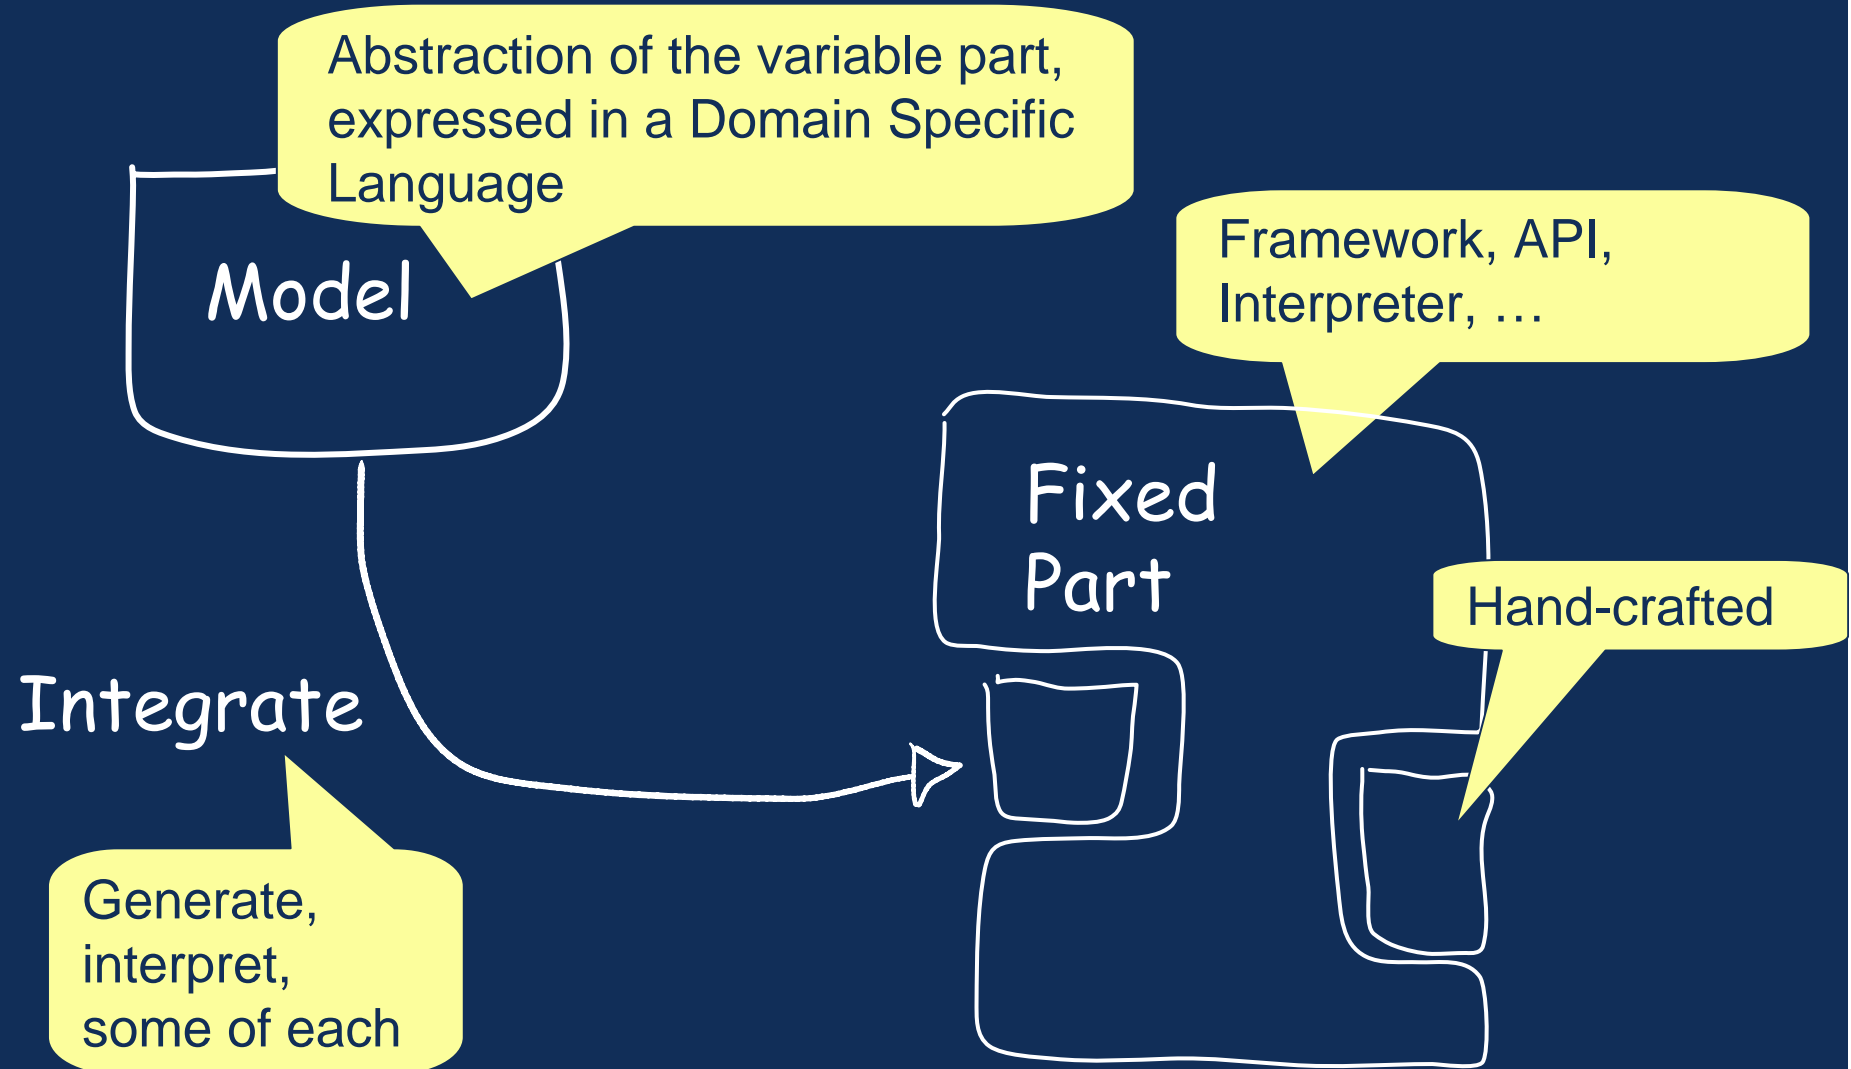 Abstraction of the variable part,
expressed in a Domain Specific
Language
Model
Framework, API,
Interpreter, …
Fixed
Part
Hand-crafted
Integrate
Generate,
interpret,
some of each